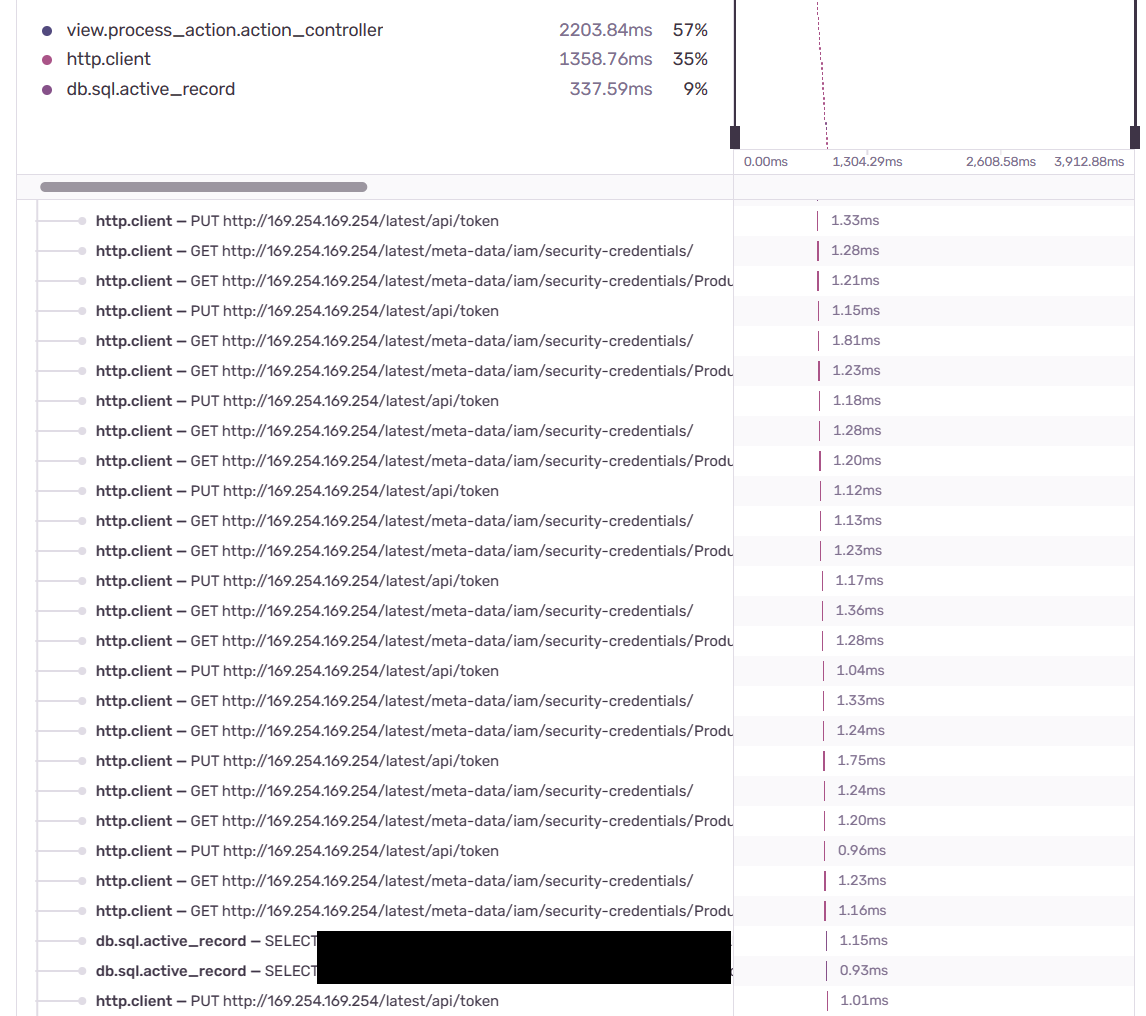 view.process_action.action_controller 2203.84ms 57%
http.client 1358.76ms 35%
db.sql.active_record 337.59ms 9%
0.00ms 1,304.29ms 2,608.58ms 3,912.88ms
http.client — PUT http://169.254.169.254/latest/api/token 1.33ms
http.client — GET http://169.254.169.254/latest/meta-data/iam/security-credentials/ 1.28ms
http.client — GET http://169.254.169.254/latest/meta-data/iam/security-credentials/Produ 1.21ms
http.client — PUT http://169.254.169.254/latest/api/token 1.15ms
http.client — GET http://169.254.169.254/latest/meta-data/iam/security-credentials/ 1.81ms
http.client — GET http://169.254.169.254/latest/meta-data/iam/security-credentials/Produ 1.23ms
http.client — PUT http://169.254.169.254/latest/api/token 1.18ms
http.client — GET http://169.254.169.254/latest/meta-data/iam/security-credentials/ 1.28ms
http.client — GET http://169.254.169.254/latest/meta-data/iam/security-credentials/Produ 1.20ms
http.client — PUT http://169.254.169.254/latest/api/token 1.12ms
http.client — GET http://169.254.169.254/latest/meta-data/iam/security-credentials/ 1.13ms
http.client — GET http://169.254.169.254/latest/meta-data/iam/security-credentials/Produ 1.23ms
http.client — PUT http://169.254.169.254/latest/api/token 1.17ms
http.client — GET http://169.254.169.254/latest/meta-data/iam/security-credentials/ 1.36ms
http.client — GET http://169.254.169.254/latest/meta-data/iam/security-credentials/Produ 1.28ms
http.client — PUT http://169.254.169.254/latest/api/token 1.04ms
http.client — GET http://169.254.169.254/latest/meta-data/iam/security-credentials/ 1.33ms
http.client — GET http://169.254.169.254/latest/meta-data/iam/security-credentials/Produ 1.24ms
http.client — PUT http://169.254.169.254/latest/api/token 1.75ms
http.client — GET http://169.254.169.254/latest/meta-data/iam/security-credentials/ 1.24ms
http.client — GET http://169.254.169.254/latest/meta-data/iam/security-credentials/Produ 1.20ms
http.client — PUT http://169.254.169.254/latest/api/token 0.96ms
http.client — GET http://169.254.169.254/latest/meta-data/iam/security-credentials/ 1.23ms
http.client — GET http://169.254.169.254/latest/meta-data/iam/security-credentials/Produ 1.16ms
db.sql.active_record — SELECT 1.15ms
db.sql.active_record — SELECT 0.93ms
http.client — PUT http://169.254.169.254/latest/api/token 1.01ms